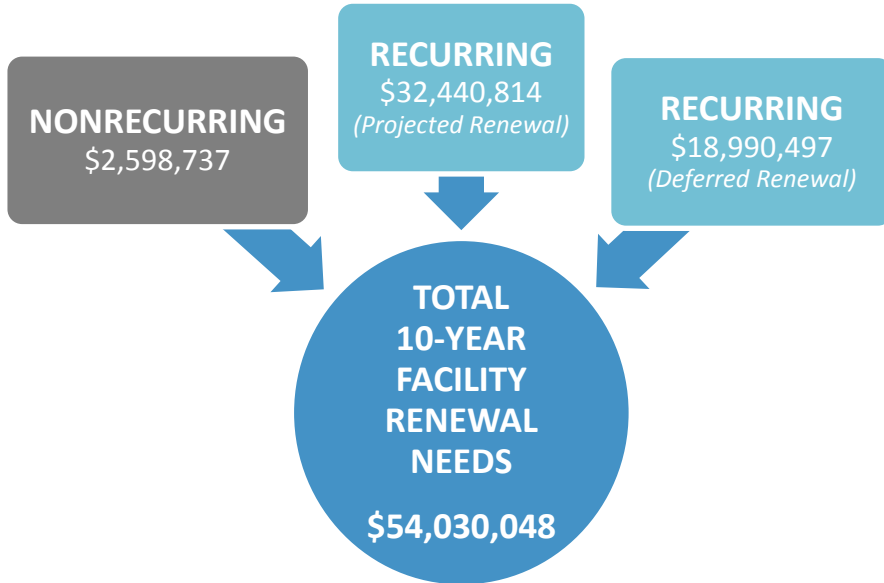 NONRECURRING
$2,598,737
RECURRING
$32,440,814
(Projected Renewal)
RECURRING
$18,990,497
(Deferred Renewal)
TOTAL
10-YEAR
FACILITY
RENEWAL
NEEDS
$54,030,048